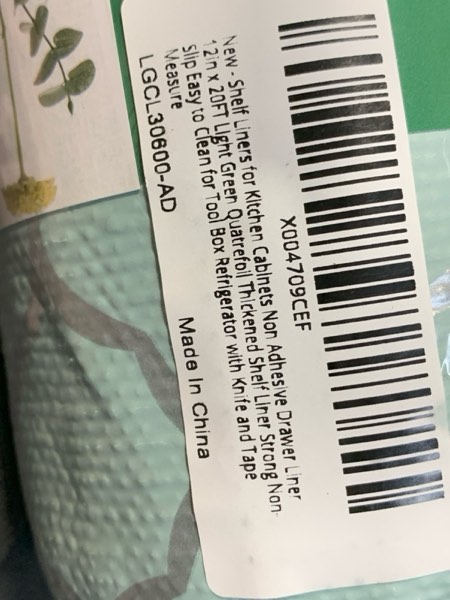 X004709CEF
New - Shelf Liners for Kitchen Cabinets Non Adhesive Drawer Liner
12in x 20FT Light Green Quatrefoil Thickened Shelf Liner Strong Non-
Slip Easy to Clean for Tool Box Refrigerator with Knife and Tape
Measure
LGCL30600-AD
Made In China